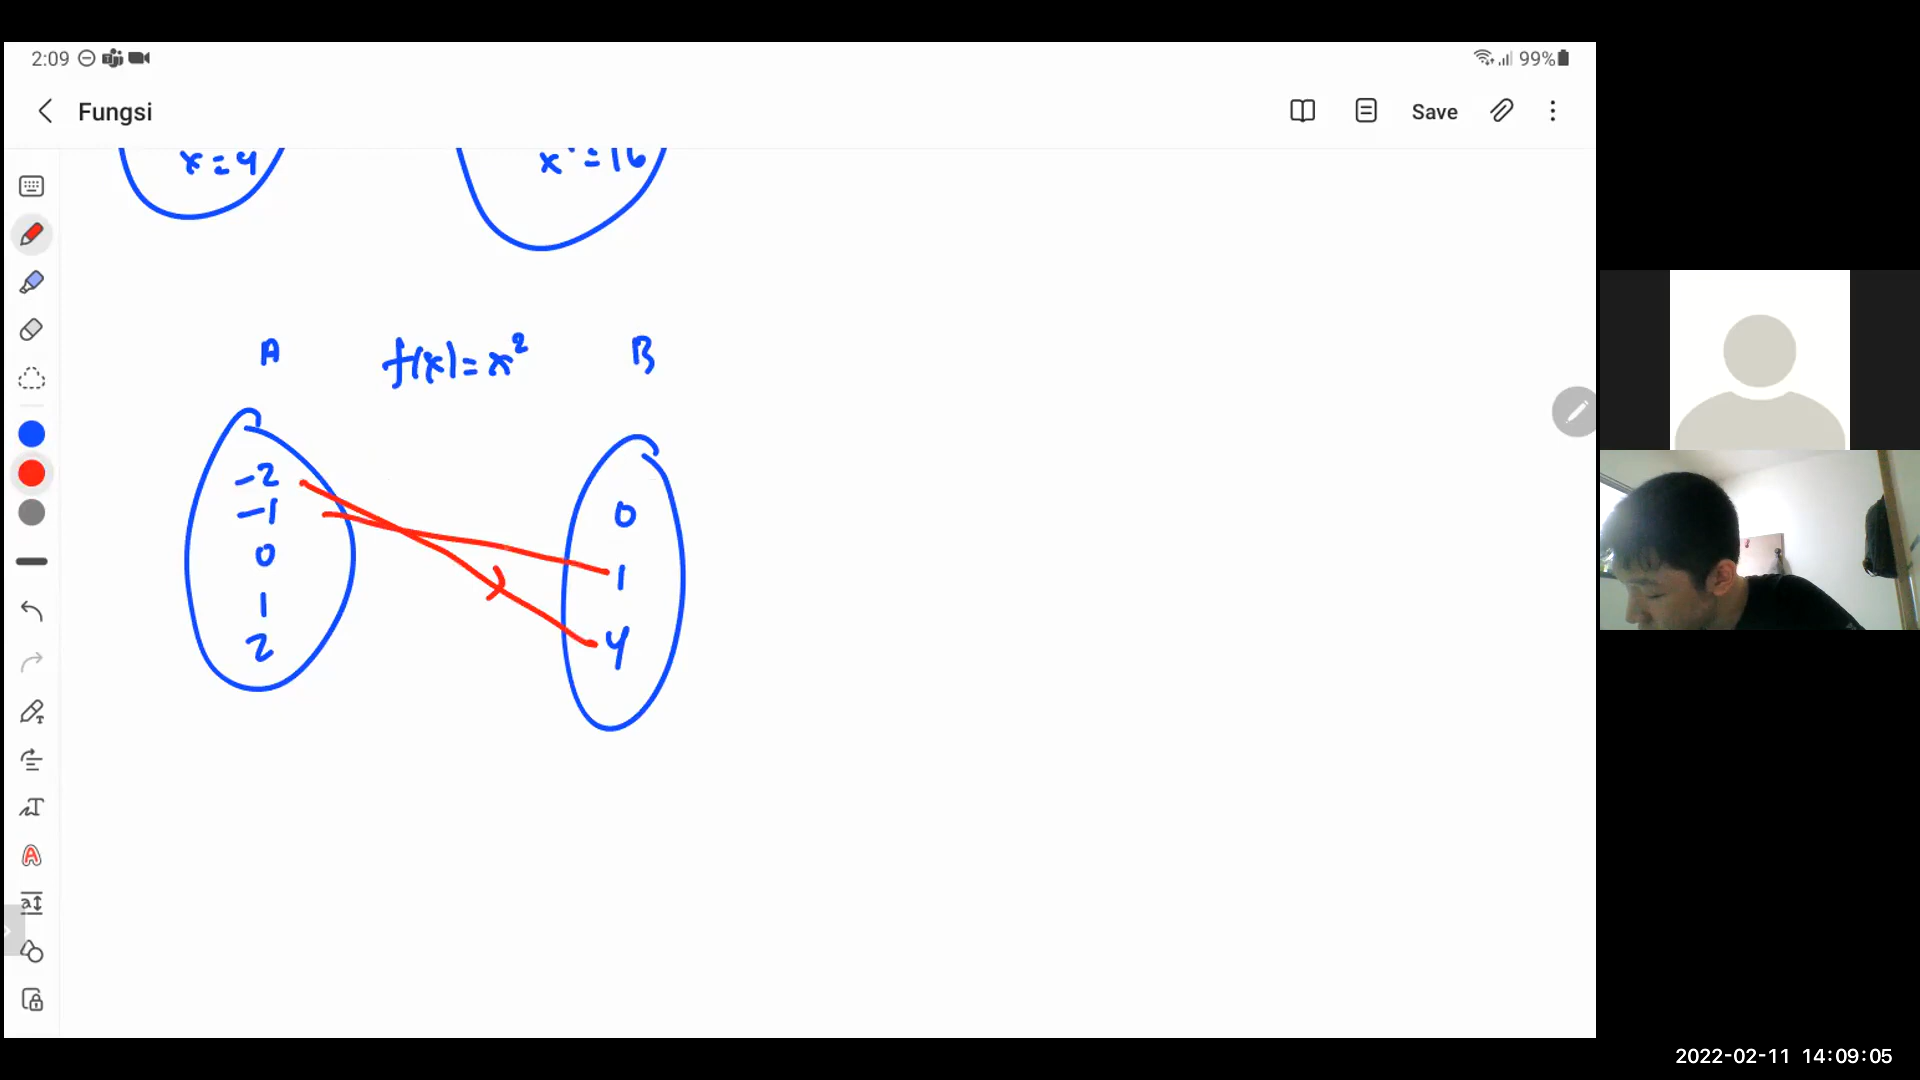 2:09 99%
Fungsi Save
x=4 x²=16
A f(x)=x² B
-2
-1 0
0 1
1 4
2
2022-02-11 14:09:05